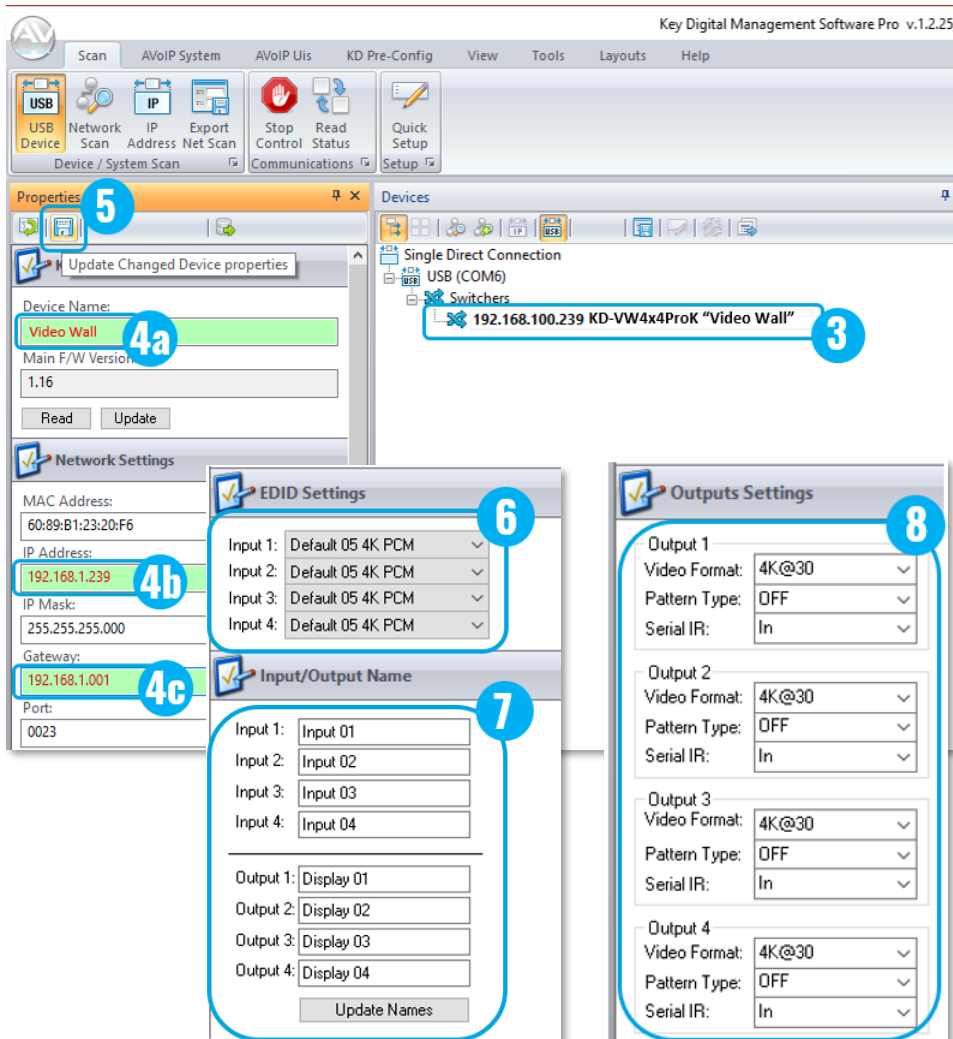 Key Digital Management Software Pro v.1.2.25
AV
Scan AVoIP System AVoIP Uis KD Pre-Config View Tools Layouts Help
USB IP
USB Device
Network Scan
IP Address
Export Net Scan
Stop Control
Read Status
Quick Setup
Device / System Scan
Communications
Setup
Properties
5
Devices
IP USB
Update Changed Device properties
K
Single Direct Connection
USB USB (COM6)
Switchers
192.168.100.239 KD-VW4x4ProK “Video Wall”
3
Device Name:
Video Wall
4a
Main F/W Version
1.16
Read Update
Network Settings
MAC Address:
60:89:B1:23:20:F6
IP Address:
192.168.1.239
4b
IP Mask:
255.255.255.000
Gateway:
192.168.1.001
4c
Port:
0023
EDID Settings
6
Input 1: Default 05 4K PCM
Input 2: Default 05 4K PCM
Input 3: Default 05 4K PCM
Input 4: Default 05 4K PCM
Input/Output Name
7
Input 1: Input 01
Input 2: Input 02
Input 3: Input 03
Input 4: Input 04
Output 1: Display 01
Output 2: Display 02
Output 3: Display 03
Output 4: Display 04
Update Names
Outputs Settings
8
Output 1
Video Format: 4K@30
Pattern Type: OFF
Serial IR: In
Output 2
Video Format: 4K@30
Pattern Type: OFF
Serial IR: In
Output 3
Video Format: 4K@30
Pattern Type: OFF
Serial IR: In
Output 4
Video Format: 4K@30
Pattern Type: OFF
Serial IR: In